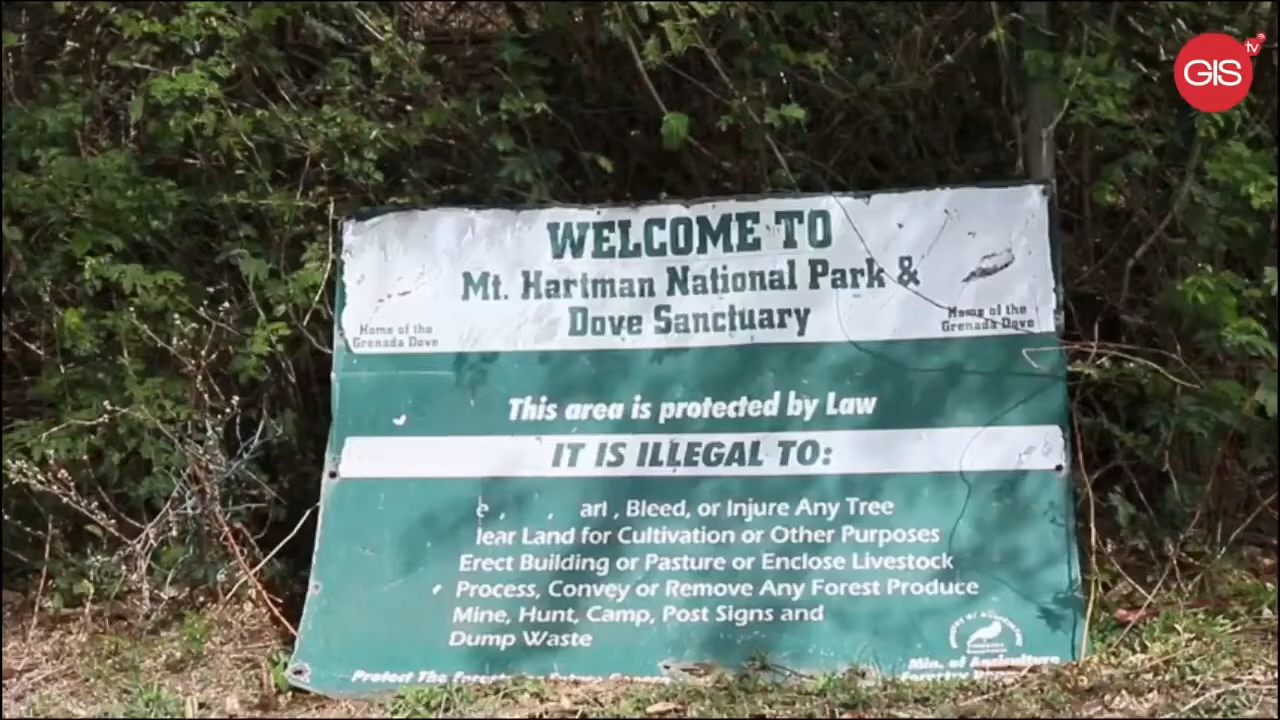 GIS tv
WELCOME TO
Mt. Hartman National Park &
Dove Sanctuary
Home of the
Grenada Dove
Home of the
Grenada Dove
This area is protected by Law
IT IS ILLEGAL TO:
, Bleed, or Injure Any Tree
lear Land for Cultivation or Other Purposes
Erect Building or Pasture or Enclose Livestock
Process, Convey or Remove Any Forest Produce
Mine, Hunt, Camp, Post Signs and
Dump Waste
Protect The
Min. of Agriculture
Forestry